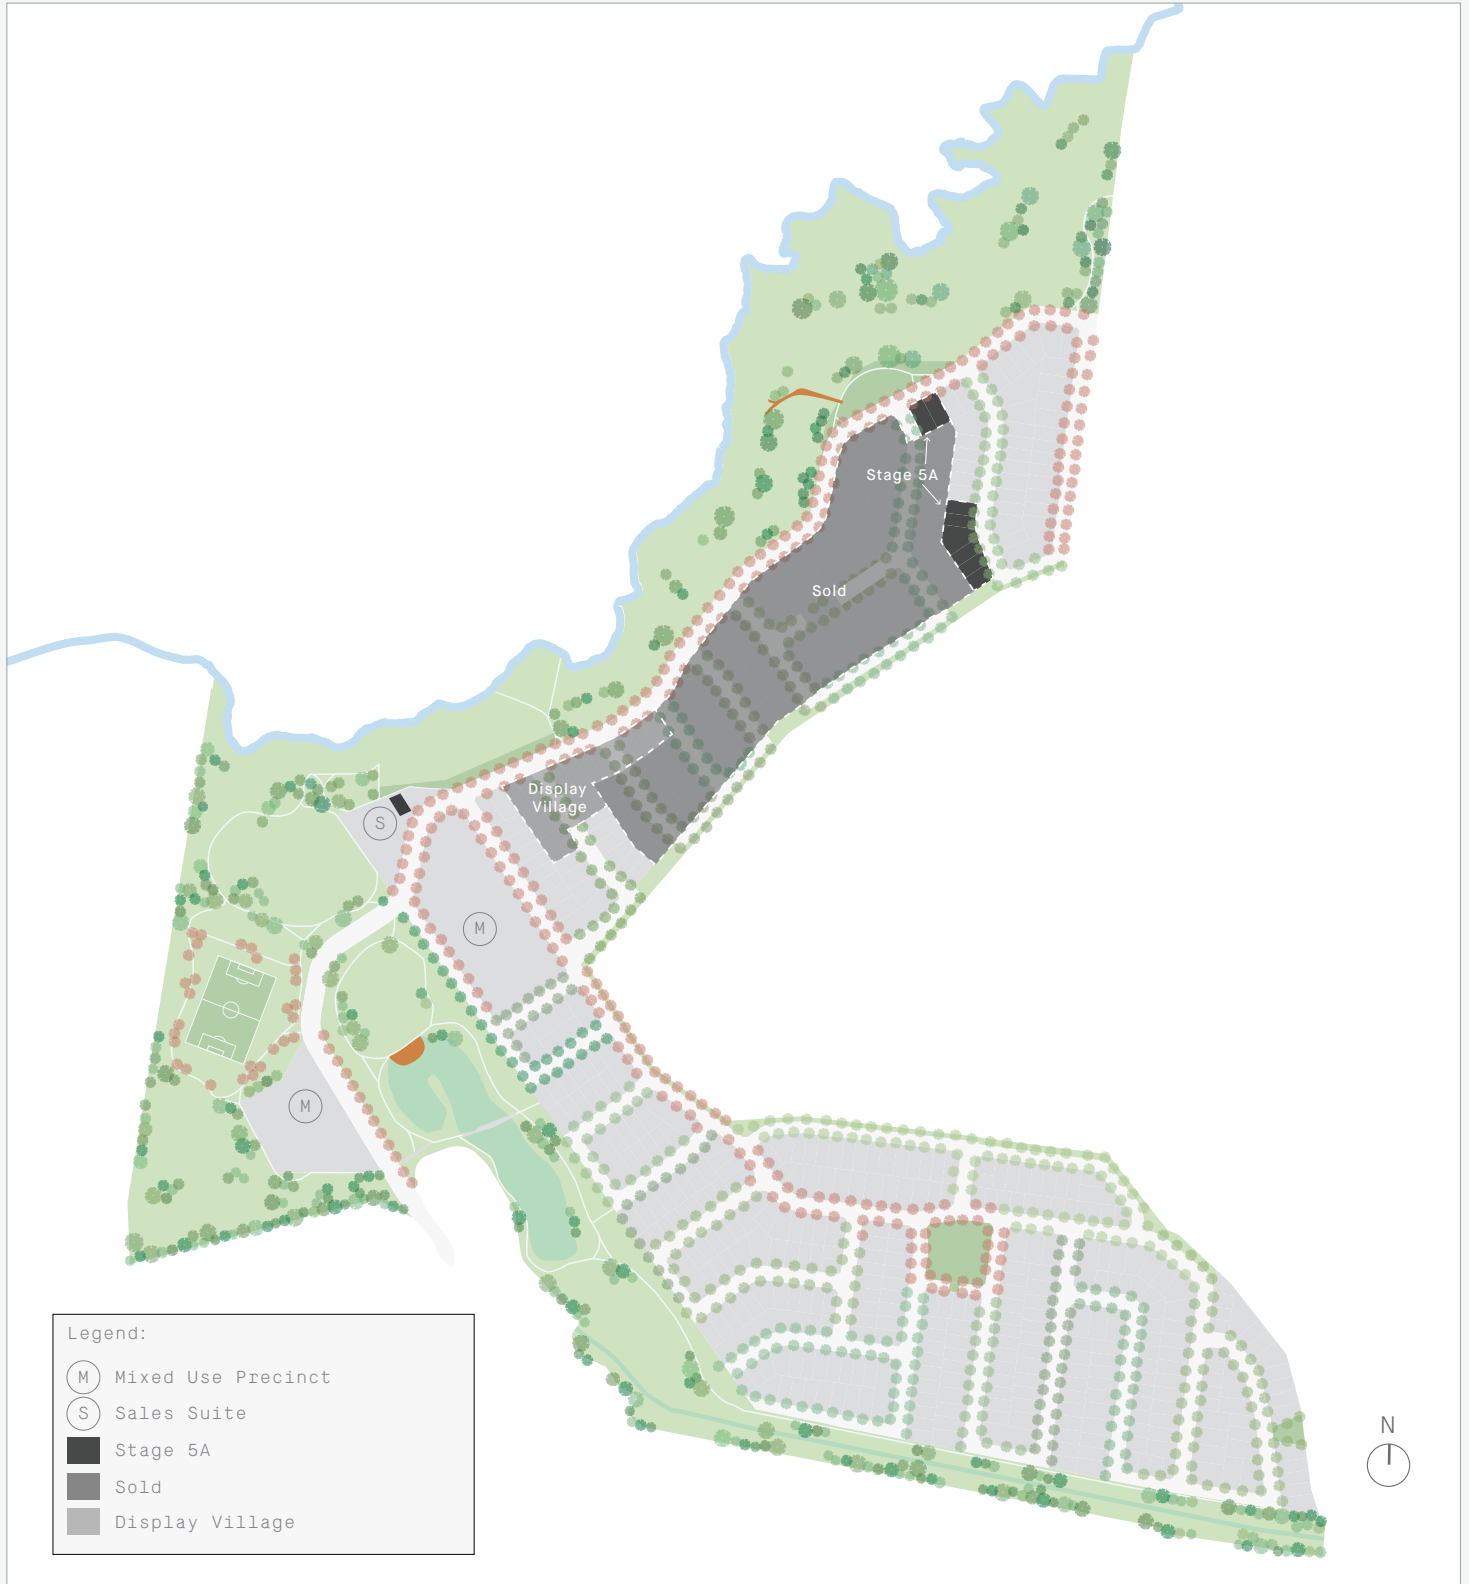 Stage 5A
Sold
Display
Village
S
M
M
Legend:
M Mixed Use Precinct
S Sales Suite
Stage 5A
Sold
Display Village
N